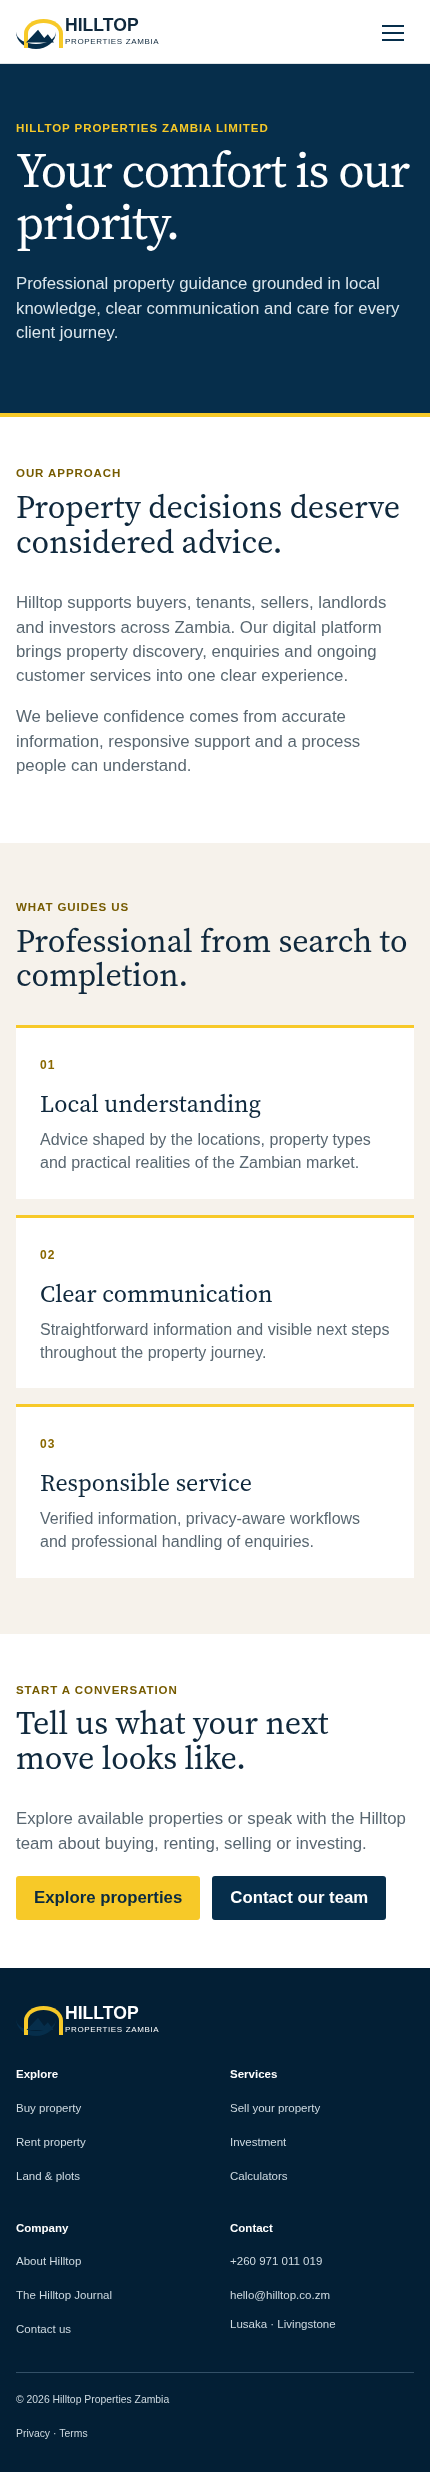 HILLTOP
PROPERTIES ZAMBIA
HILLTOP PROPERTIES ZAMBIA LIMITED
Your comfort is our
priority.
Professional property guidance grounded in local
knowledge, clear communication and care for every
client journey.
OUR APPROACH
Property decisions deserve
considered advice.
Hilltop supports buyers, tenants, sellers, landlords
and investors across Zambia. Our digital platform
brings property discovery, enquiries and ongoing
customer services into one clear experience.
We believe confidence comes from accurate
information, responsive support and a process
people can understand.
WHAT GUIDES US
Professional from search to
completion.
01
Local understanding
Advice shaped by the locations, property types
and practical realities of the Zambian market.
02
Clear communication
Straightforward information and visible next steps
throughout the property journey.
03
Responsible service
Verified information, privacy-aware workflows
and professional handling of enquiries.
START A CONVERSATION
Tell us what your next
move looks like.
Explore available properties or speak with the Hilltop
team about buying, renting, selling or investing.
Explore properties
Contact our team
HILLTOP
PROPERTIES ZAMBIA
Explore
Buy property
Rent property
Land & plots
Services
Sell your property
Investment
Calculators
Company
About Hilltop
The Hilltop Journal
Contact us
Contact
+260 971 011 019
hello@hilltop.co.zm
Lusaka · Livingstone
© 2026 Hilltop Properties Zambia
Privacy · Terms